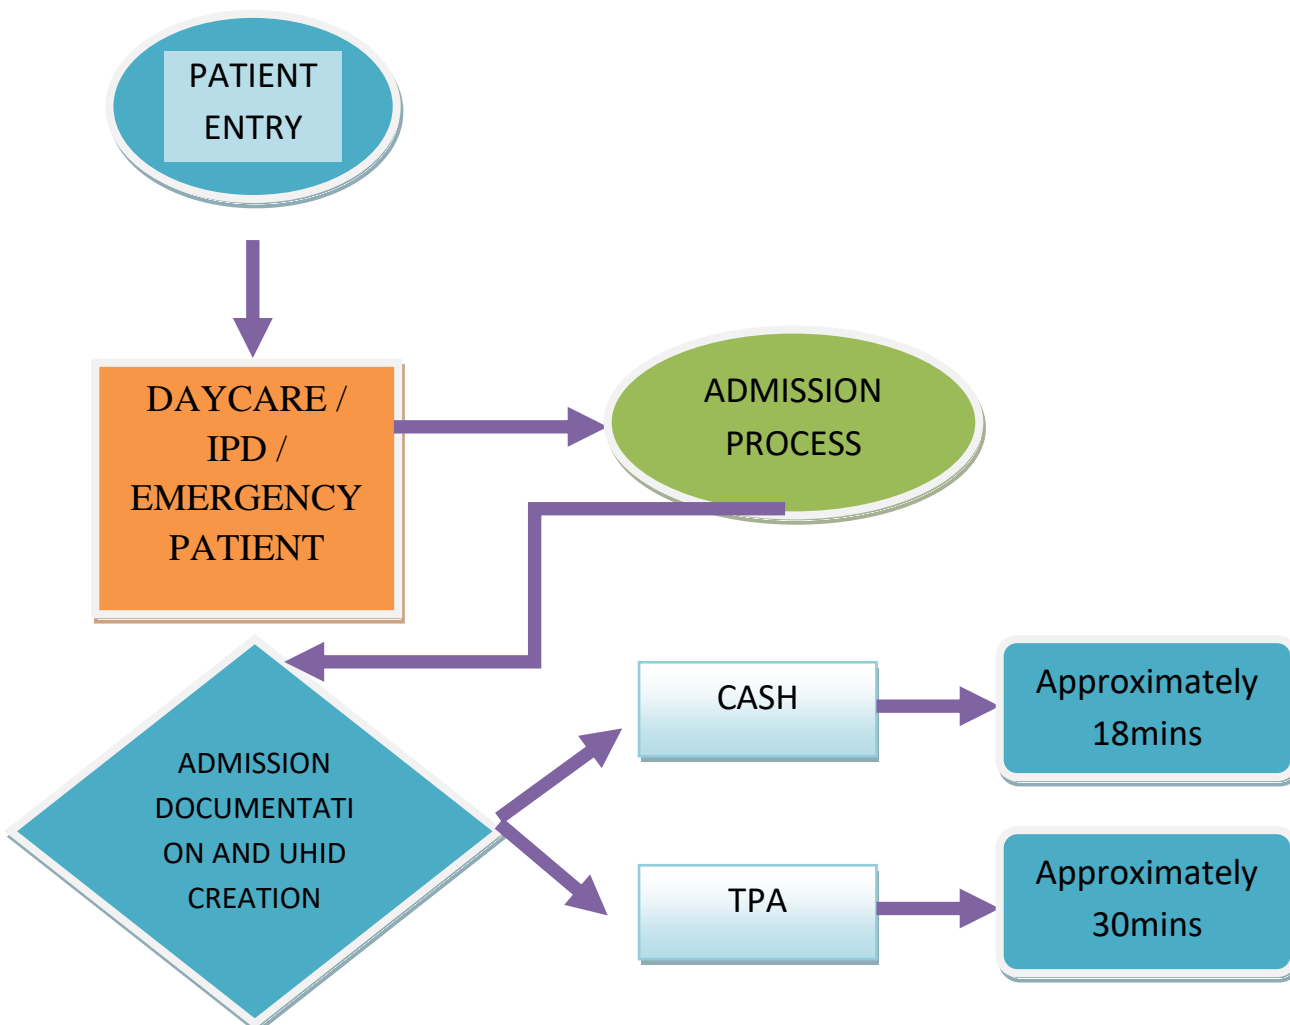 PATIENT
ENTRY
DAYCARE /
IPD /
EMERGENCY
PATIENT
ADMISSION
PROCESS
ADMISSION
DOCUMENTATI
ON AND UHID
CREATION
CASH
Approximately
18mins
TPA
Approximately
30mins